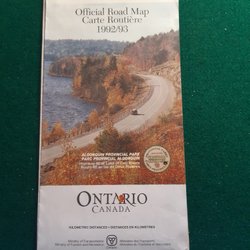 Official Road Map
Carte Routière
1992/93
ALGONQUIN PROVINCIAL PARK
PARC PROVINCIAL ALGONQUIN
ONTARIO
CANADA
KILOMETRE DISTANCES • DISTANCES EN KILOMETRES
Ministry of Transportation